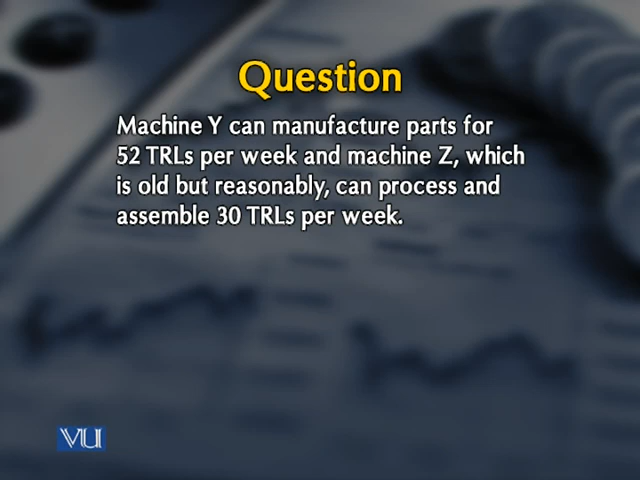 Question
Machine Y can manufacture parts for
52 TRLs per week and machine Z, which
is old but reasonably, can process and
assemble 30 TRLs per week.
VU